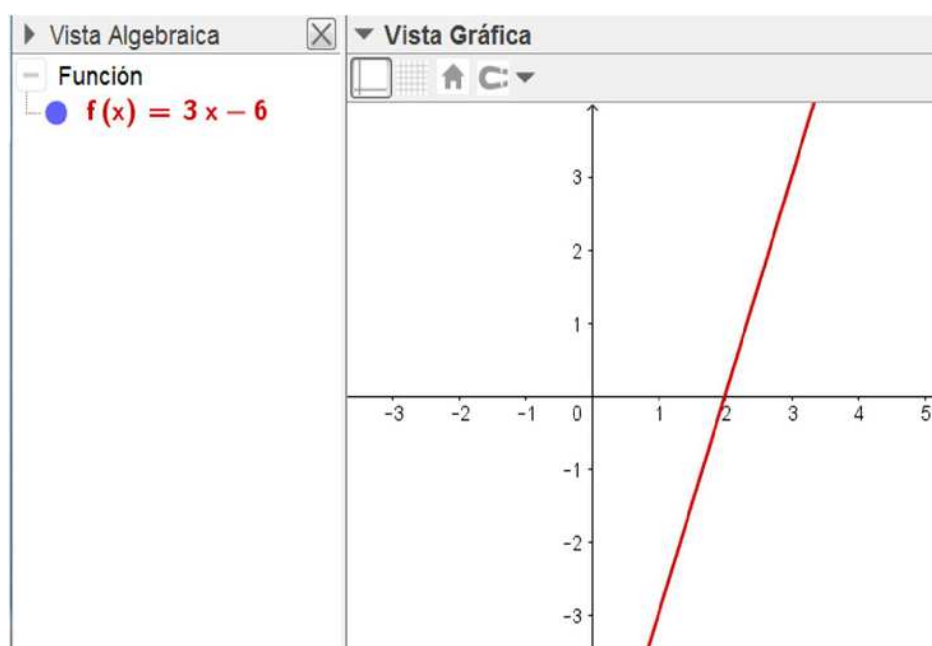 Vista Algebraica
Función
f(x) = 3 x − 6
Vista Gráfica
3
2
1
-3 -2 -1 0 1 2 3 4 5
-1
-2
-3